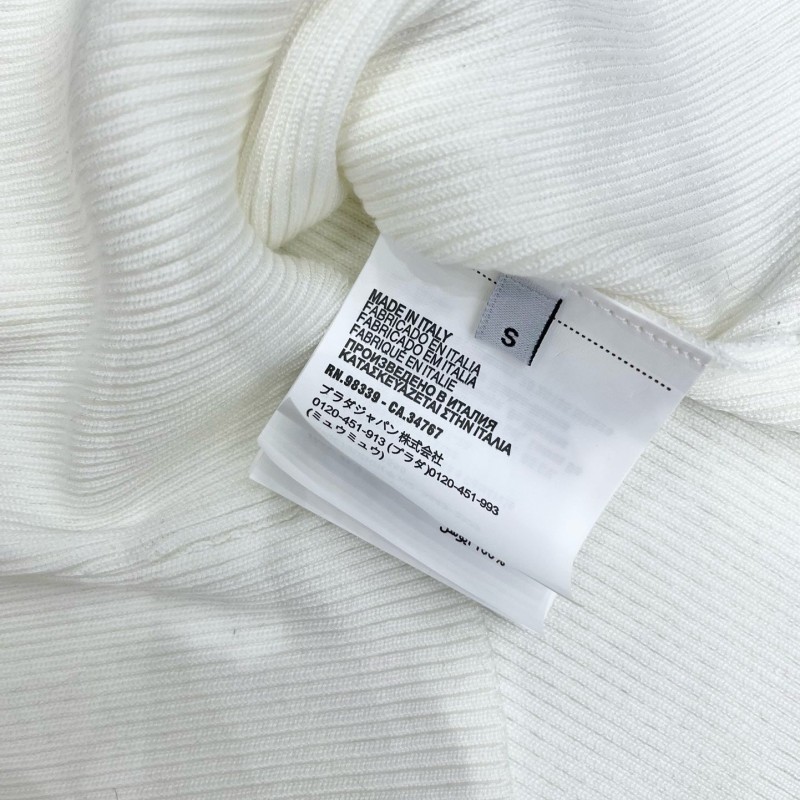 S
MADE IN ITALY
FABRICADO EN ITALIA
FABRICADO EM ITALIA
FABRIQUÉ EN ITALIE
ПРОИЗВЕДЕНО В ИТАЛИЯ
ΚΑΤΑΣΚΕΥΑΖΕΤΑΙ ΣΤΗΝ ΙΤΑΛΙΑ
RN.98339 - CA.34767
プラダジャパン株式会社
0120-451-913 (プラダ)0120-451-993
(ミュウミュウ)
100%